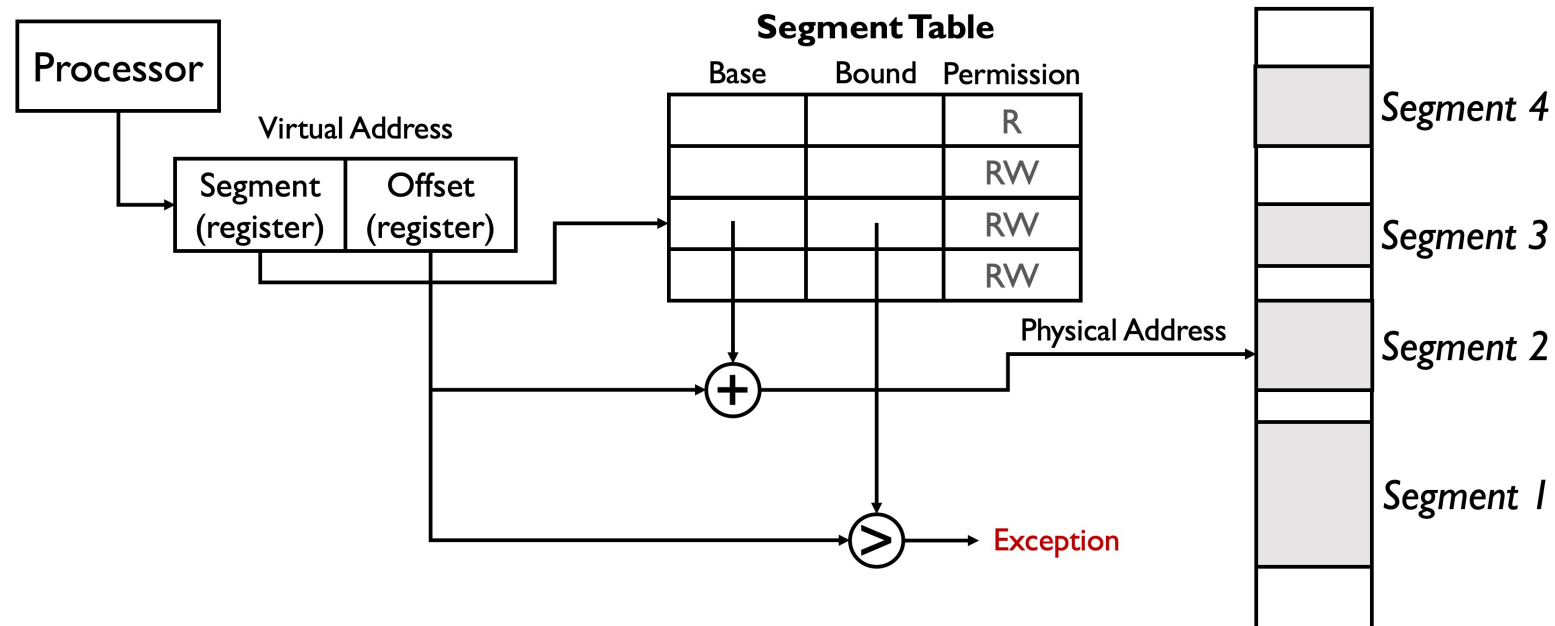 Processor
Virtual Address
Segment
(register)
Offset
(register)
Segment Table
Base Bound Permission
R
RW
RW
RW
+
>
Exception
Physical Address
Segment 4
Segment 3
Segment 2
Segment 1